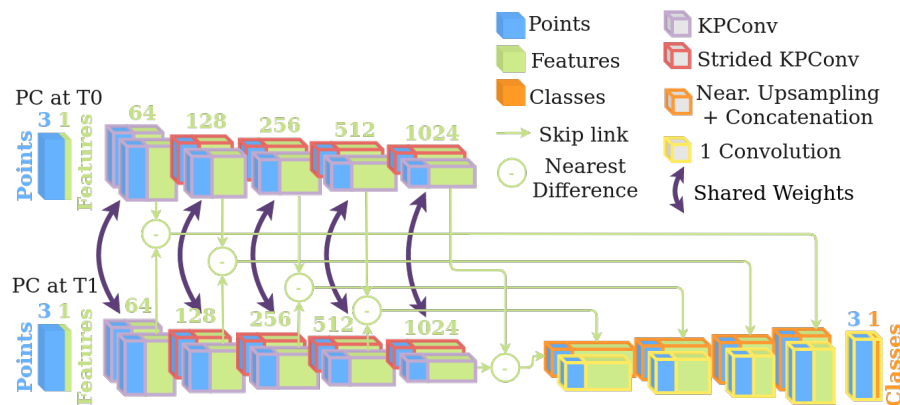 Points
Features
Classes
Skip link
-
Nearest
Difference
KPConv
Strided KPConv
Near. Upsampling
+ Concatenation
1 Convolution
Shared Weights
PC at T0
3 1
Points
Features
64
128
256
512
1024
-
-
-
-
PC at T1
3 1
Points
Features
64
128
256
512
1024
-
3 1
Classes